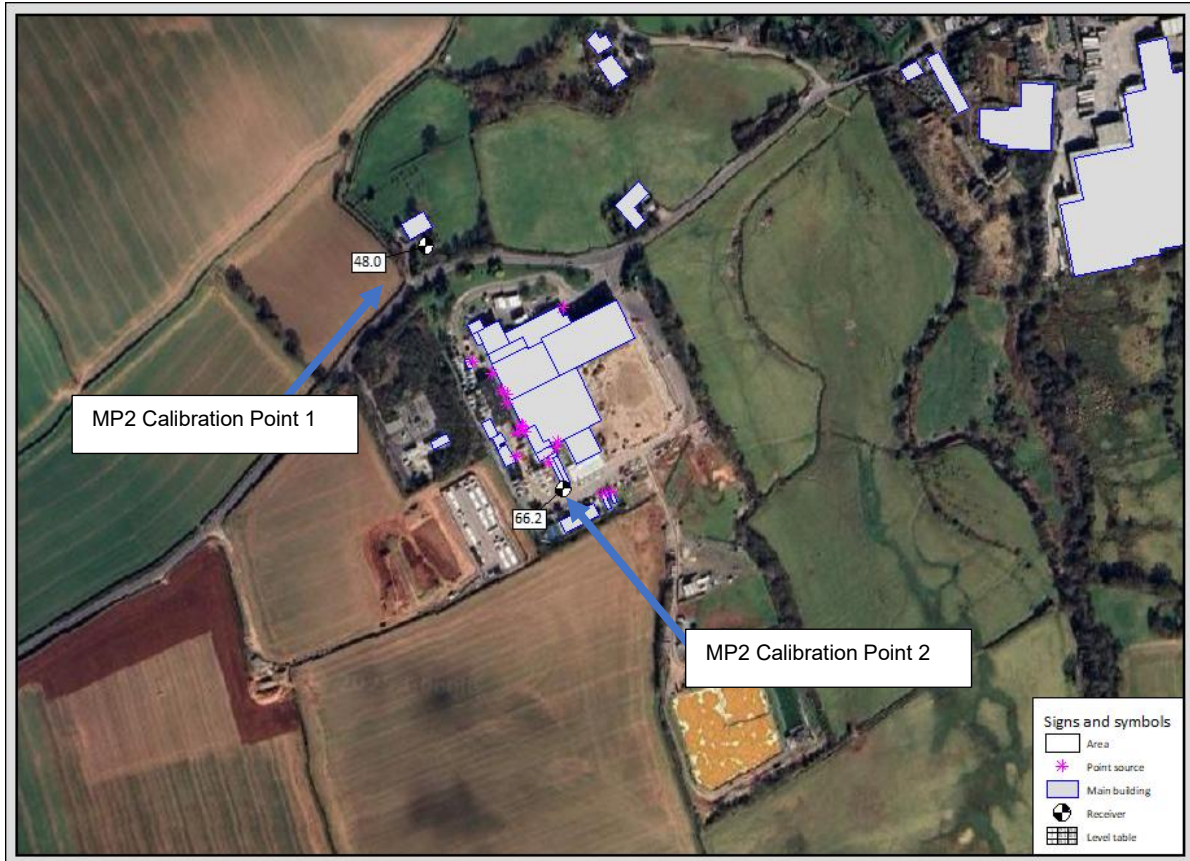 48.0
MP2 Calibration Point 1
66.2
MP2 Calibration Point 2
Signs and symbols
Area
Point source
Main building
Receiver
Level table